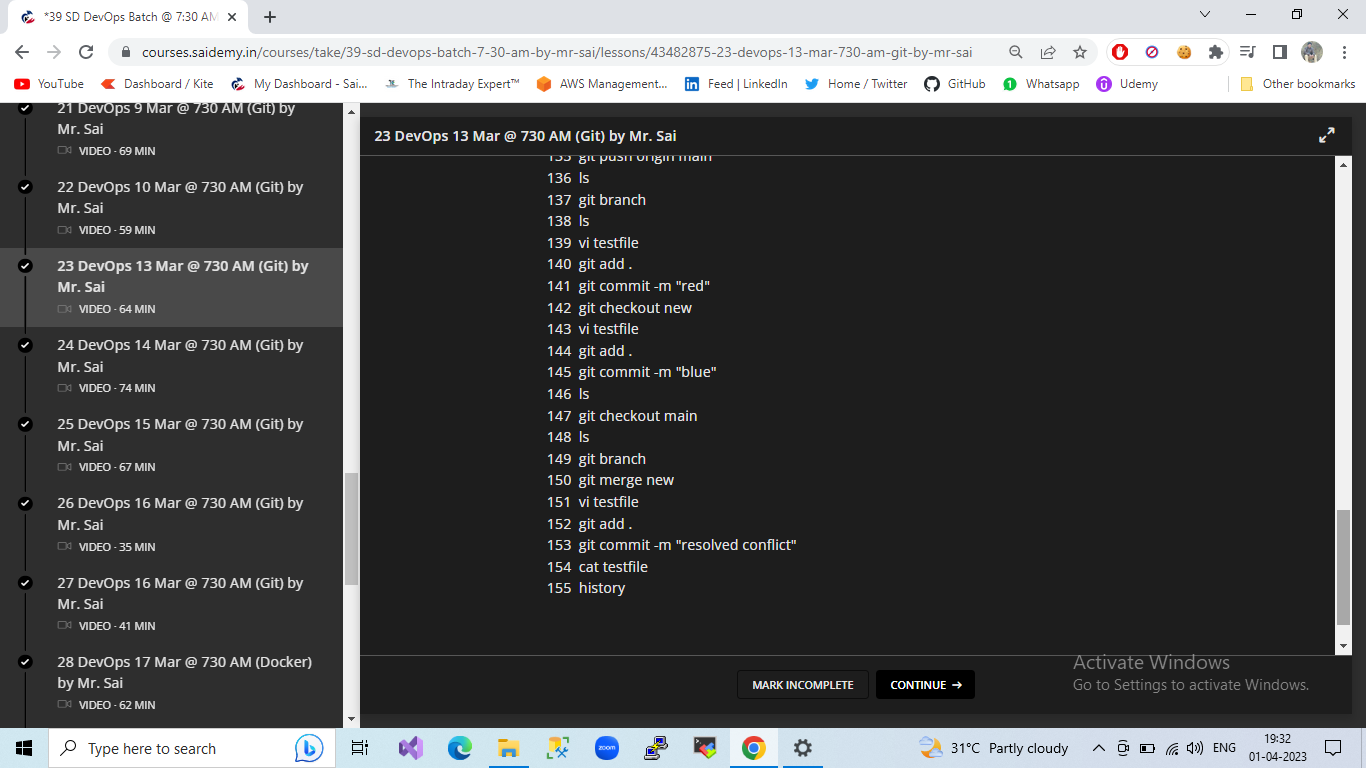 *39 SD DevOps Batch @ 7:30 AM
courses.saidemy.in/courses/take/39-sd-devops-batch-7-30-am-by-mr-sai/lessons/43482875-23-devops-13-mar-730-am-git-by-mr-sai
YouTube Dashboard / Kite My Dashboard - Sai... The Intraday Expert™ AWS Management... Feed | LinkedIn Home / Twitter GitHub Whatsapp Udemy Other bookmarks
21 DevOps 9 Mar @ 730 AM (Git) by
Mr. Sai
VIDEO - 69 MIN
22 DevOps 10 Mar @ 730 AM (Git) by
Mr. Sai
VIDEO - 59 MIN
23 DevOps 13 Mar @ 730 AM (Git) by
Mr. Sai
VIDEO - 64 MIN
24 DevOps 14 Mar @ 730 AM (Git) by
Mr. Sai
VIDEO - 74 MIN
25 DevOps 15 Mar @ 730 AM (Git) by
Mr. Sai
VIDEO - 67 MIN
26 DevOps 16 Mar @ 730 AM (Git) by
Mr. Sai
VIDEO - 35 MIN
27 DevOps 16 Mar @ 730 AM (Git) by
Mr. Sai
VIDEO - 41 MIN
28 DevOps 17 Mar @ 730 AM (Docker)
by Mr. Sai
VIDEO - 62 MIN
23 DevOps 13 Mar @ 730 AM (Git) by Mr. Sai
135 git push origin main
136 ls
137 git branch
138 ls
139 vi testfile
140 git add .
141 git commit -m "red"
142 git checkout new
143 vi testfile
144 git add .
145 git commit -m "blue"
146 ls
147 git checkout main
148 ls
149 git branch
150 git merge new
151 vi testfile
152 git add .
153 git commit -m "resolved conflict"
154 cat testfile
155 history
MARK INCOMPLETE
CONTINUE →
Activate Windows
Go to Settings to activate Windows.
Type here to search
zoom
31°C Partly cloudy
ENG
19:32
01-04-2023